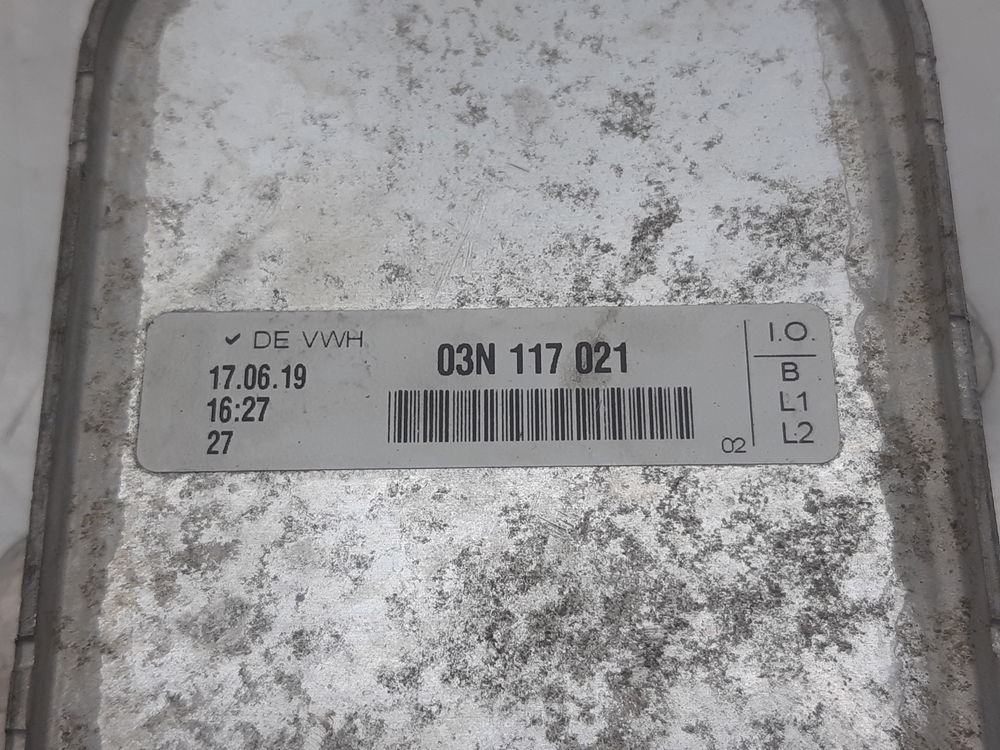 ✓ DE VWH
17.06.19
16:27
27
03N 117 021
02
I.O.
B
L1
L2